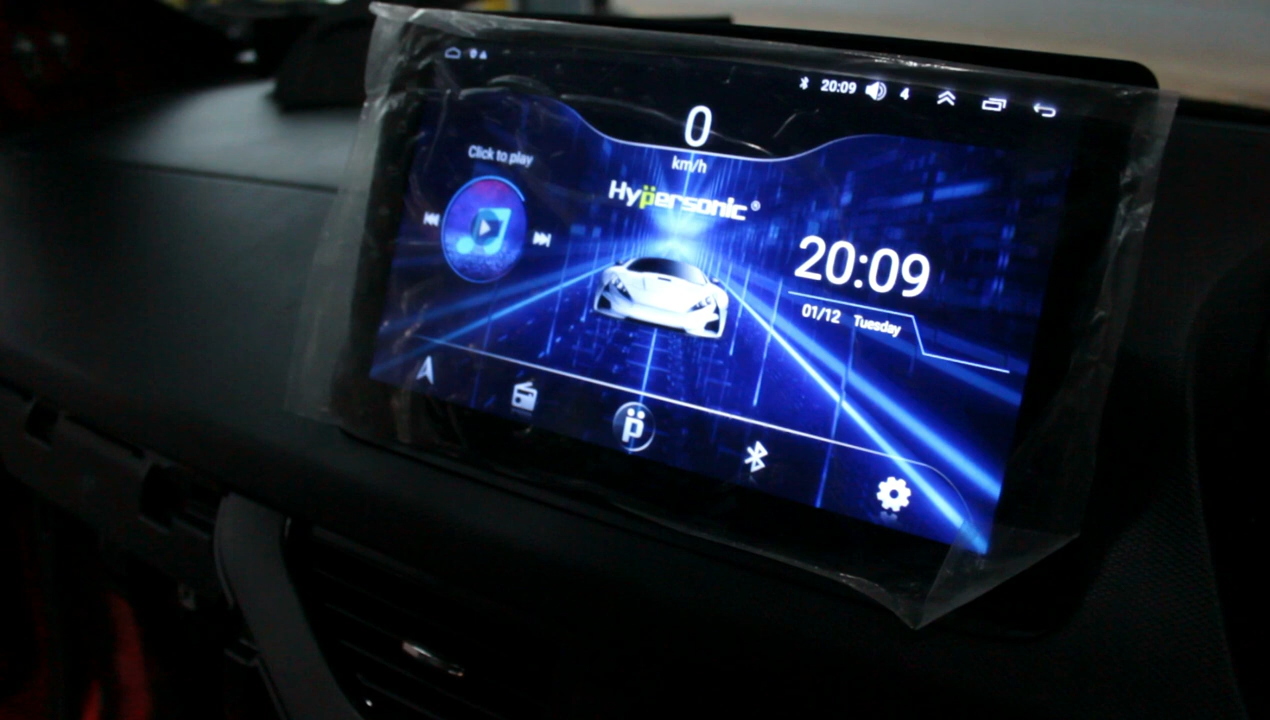 20:09 4
0
km/h
Click to play
Hypersonic®
20:09
01/12 Tuesday
p̈